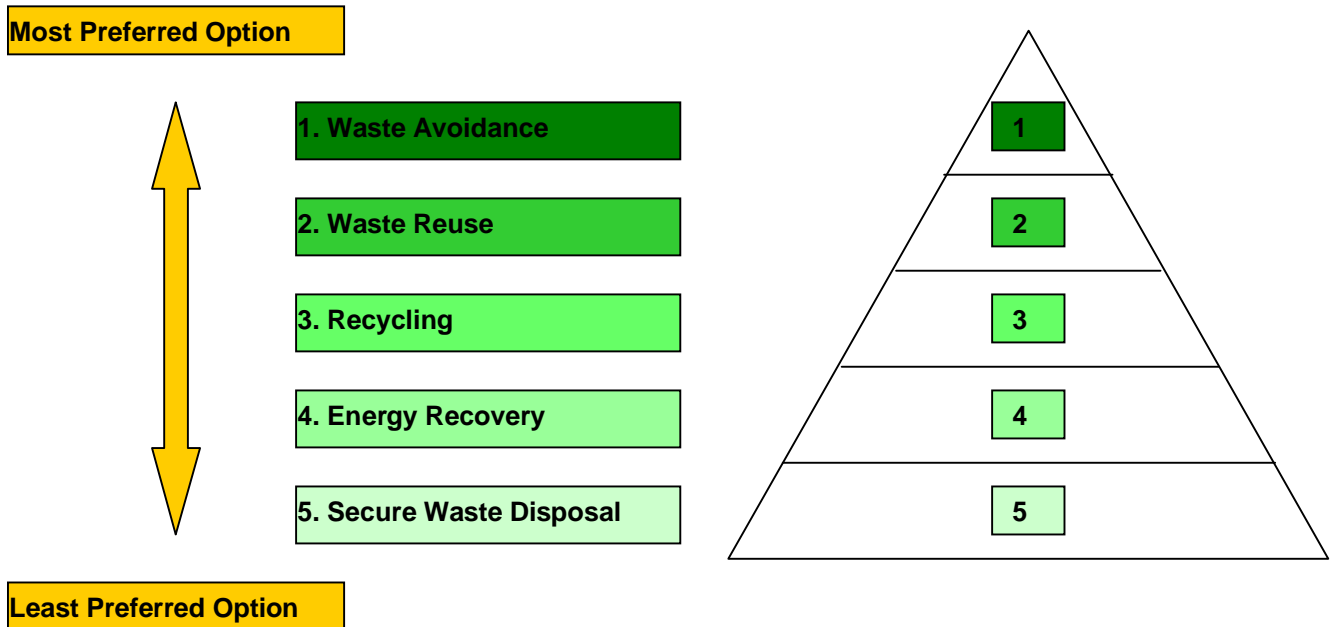 Most Preferred Option
1. Waste Avoidance
2. Waste Reuse
3. Recycling
4. Energy Recovery
5. Secure Waste Disposal
Least Preferred Option
1
2
3
4
5